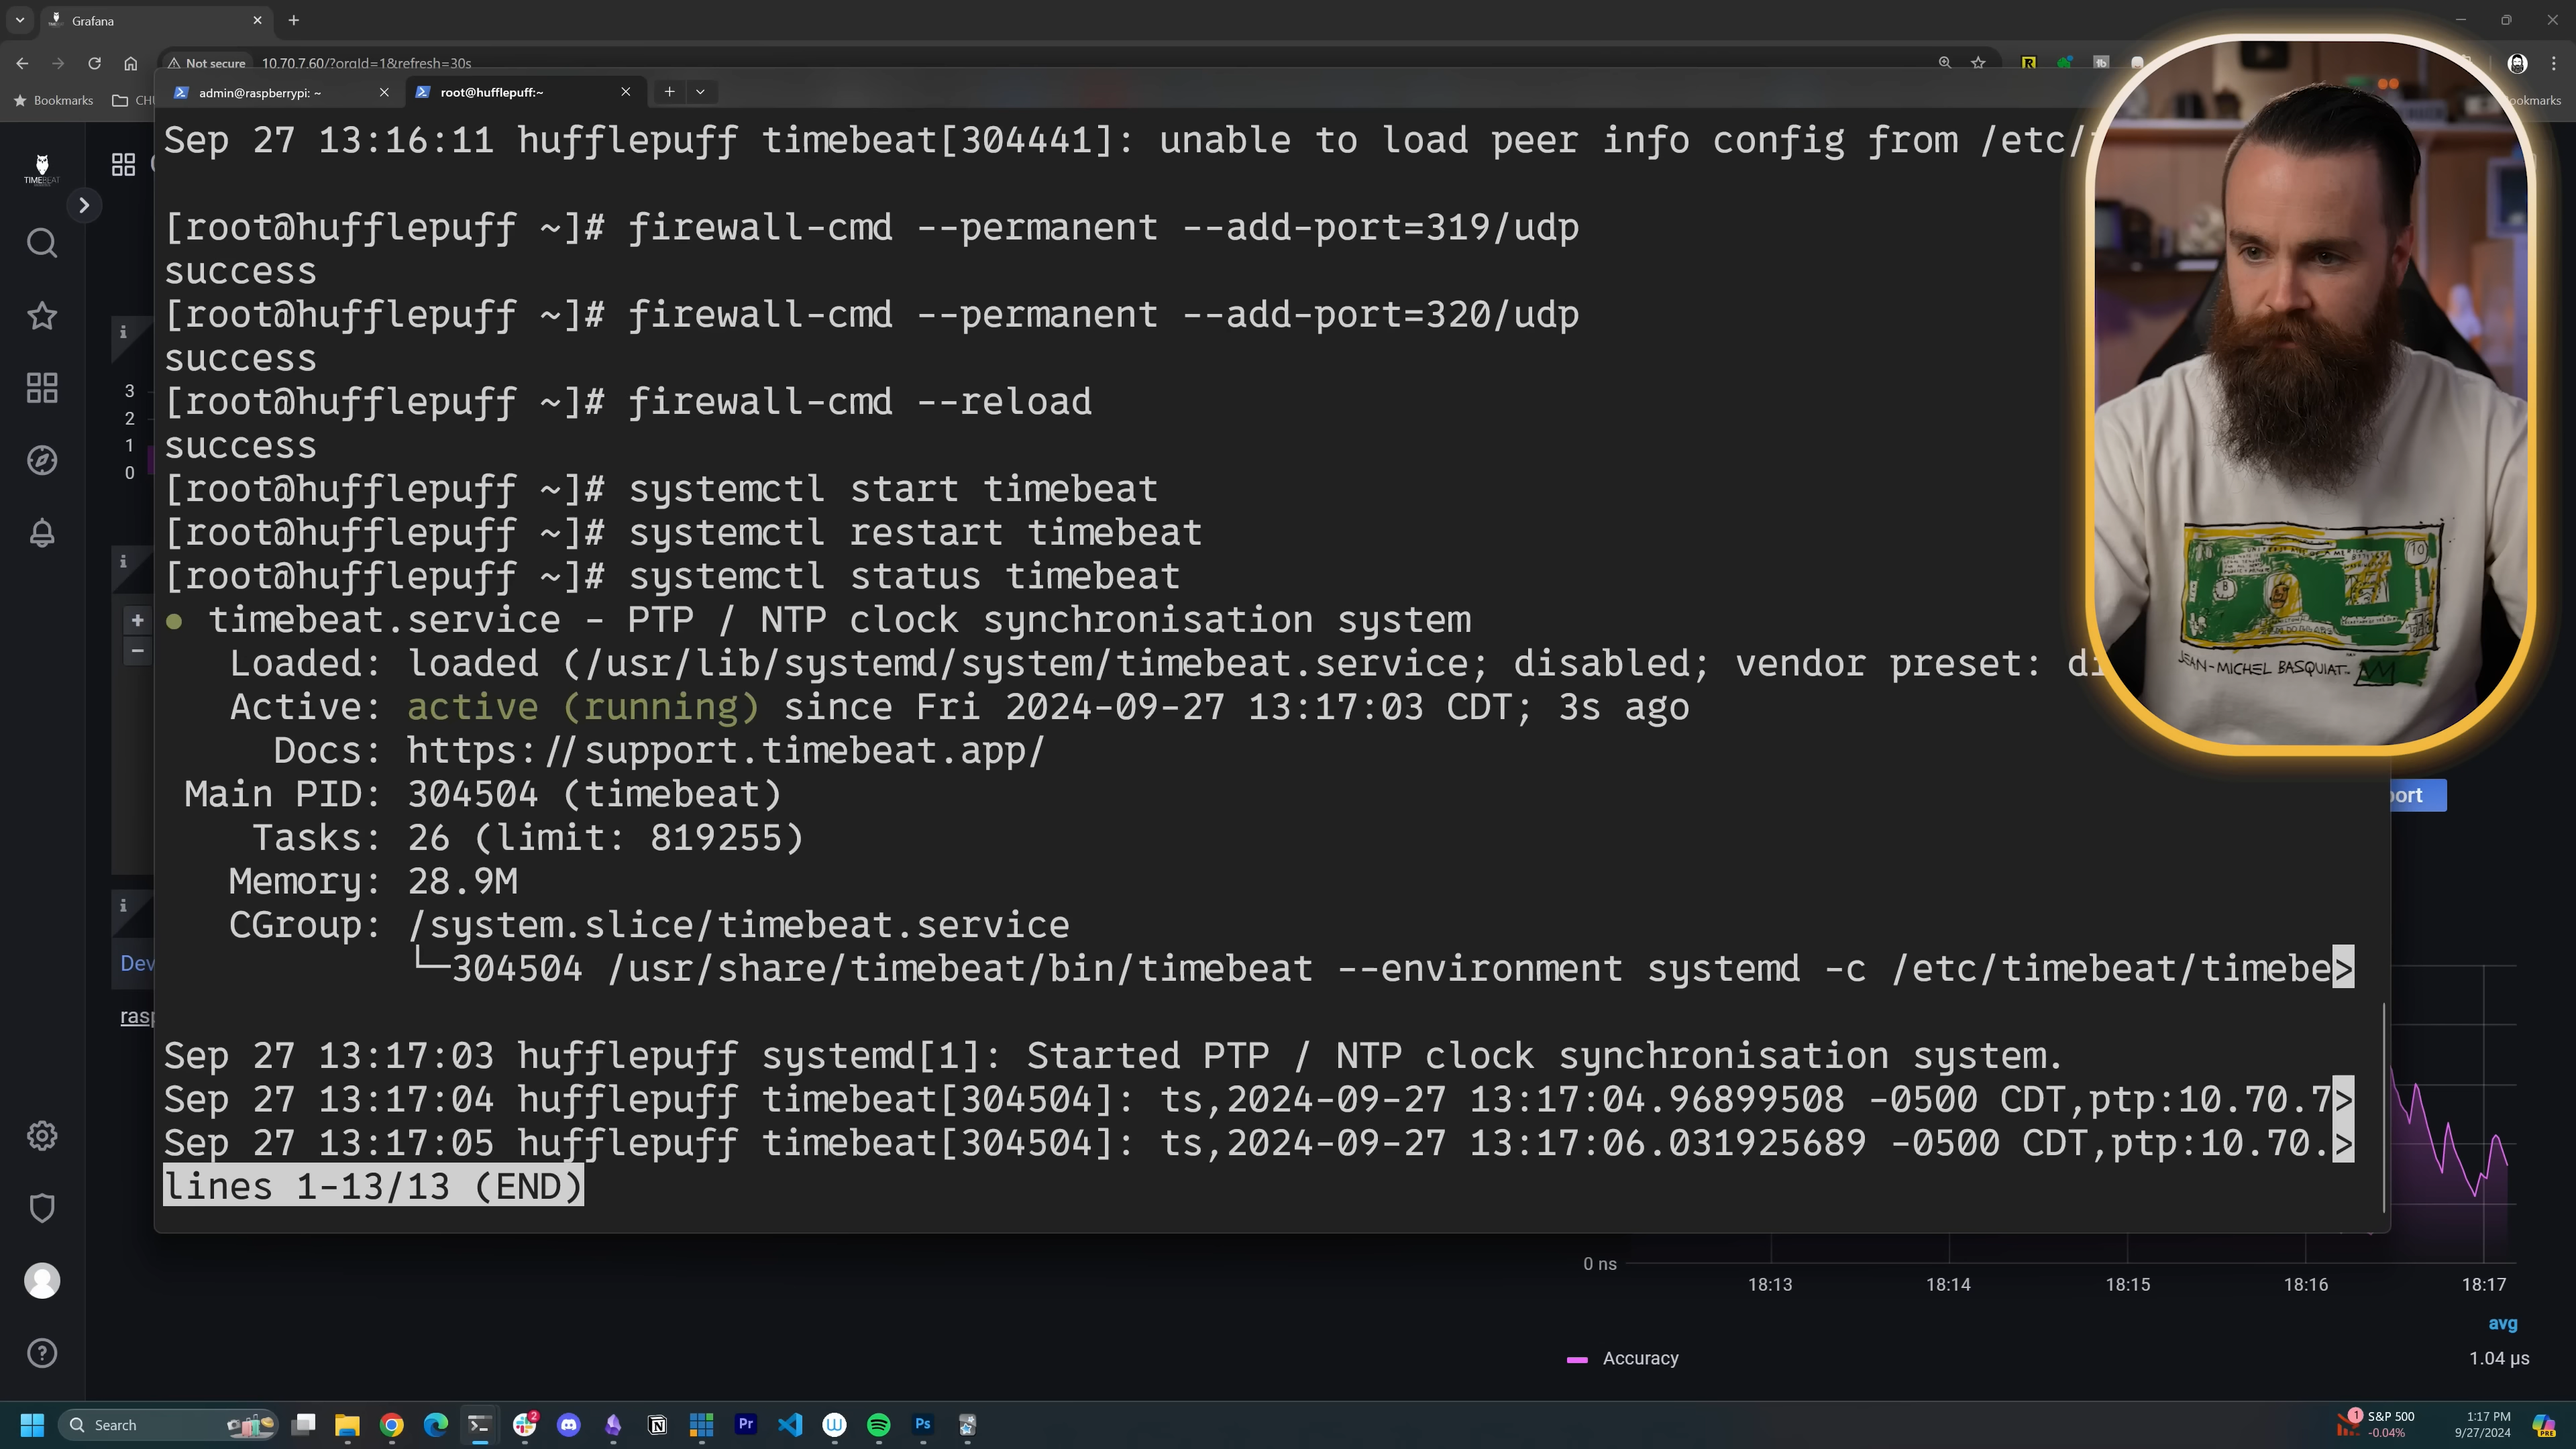 Grafana
Not secure 10.70.7.60/?orgId=1&refresh=30s
Bookmarks
admin@raspberrypi: ~
root@hufflepuff:~
TIMEBEAT
Sep 27 13:16:11 hufflepuff timebeat[304441]: unable to load peer info config from /etc/
[root@hufflepuff ~]# firewall-cmd --permanent --add-port=319/udp
success
[root@hufflepuff ~]# firewall-cmd --permanent --add-port=320/udp
success
[root@hufflepuff ~]# firewall-cmd --reload
success
[root@hufflepuff ~]# systemctl start timebeat
[root@hufflepuff ~]# systemctl restart timebeat
[root@hufflepuff ~]# systemctl status timebeat
● timebeat.service - PTP / NTP clock synchronisation system
Loaded: loaded (/usr/lib/systemd/system/timebeat.service; disabled; vendor preset: di
Active: active (running) since Fri 2024-09-27 13:17:03 CDT; 3s ago
Docs: https://support.timebeat.app/
Main PID: 304504 (timebeat)
Tasks: 26 (limit: 819255)
Memory: 28.9M
CGroup: /system.slice/timebeat.service
└─304504 /usr/share/timebeat/bin/timebeat --environment systemd -c /etc/timebeat/timebe>
Sep 27 13:17:03 hufflepuff systemd[1]: Started PTP / NTP clock synchronisation system.
Sep 27 13:17:04 hufflepuff timebeat[304504]: ts,2024-09-27 13:17:04.96899508 -0500 CDT,ptp:10.70.7>
Sep 27 13:17:05 hufflepuff timebeat[304504]: ts,2024-09-27 13:17:06.031925689 -0500 CDT,ptp:10.70.>
lines 1-13/13 (END)
3
2
1
0
Dev
rasp
port
JEAN-MICHEL BASQUIAT
0 ns
18:13 18:14 18:15 18:16 18:17
avg
Accuracy 1.04 µs
Search
S&P 500
-0.04%
1:17 PM
9/27/2024